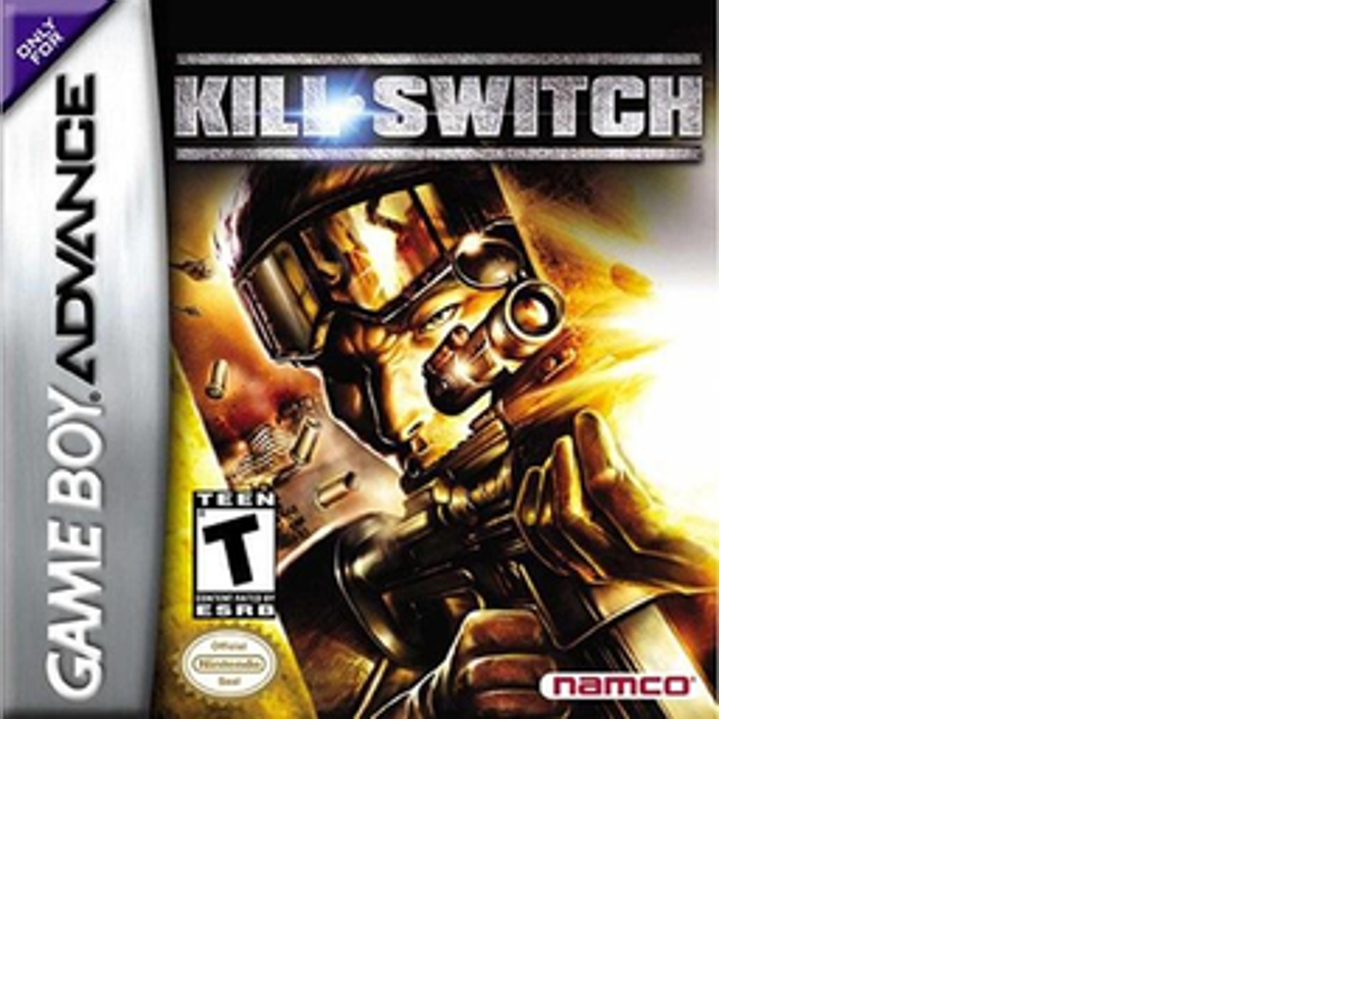 ONLY
FOR
GAME BOY ADVANCE
KILL SWITCH
TEEN
T
CONTENT RATED BY
ESRB
Official
Nintendo
Seal
namco®